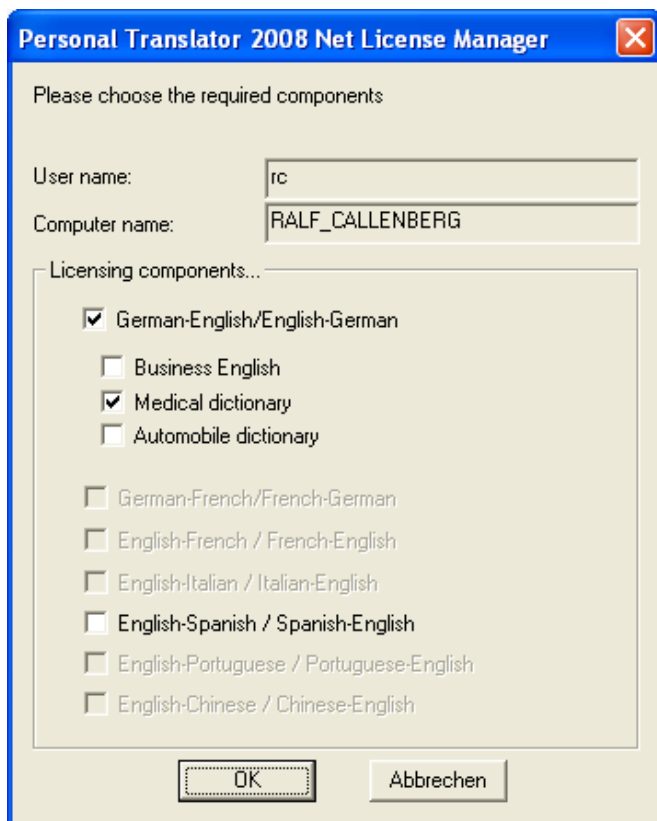 Personal Translator 2008 Net License Manager
Please choose the required components
User name: rc
Computer name: RALF_CALLENBERG
Licensing components...
German-English/English-German
Business English
Medical dictionary
Automobile dictionary
German-French/French-German
English-French / French-English
English-Italian / Italian-English
English-Spanish / Spanish-English
English-Portuguese / Portuguese-English
English-Chinese / Chinese-English
OK Abbrechen